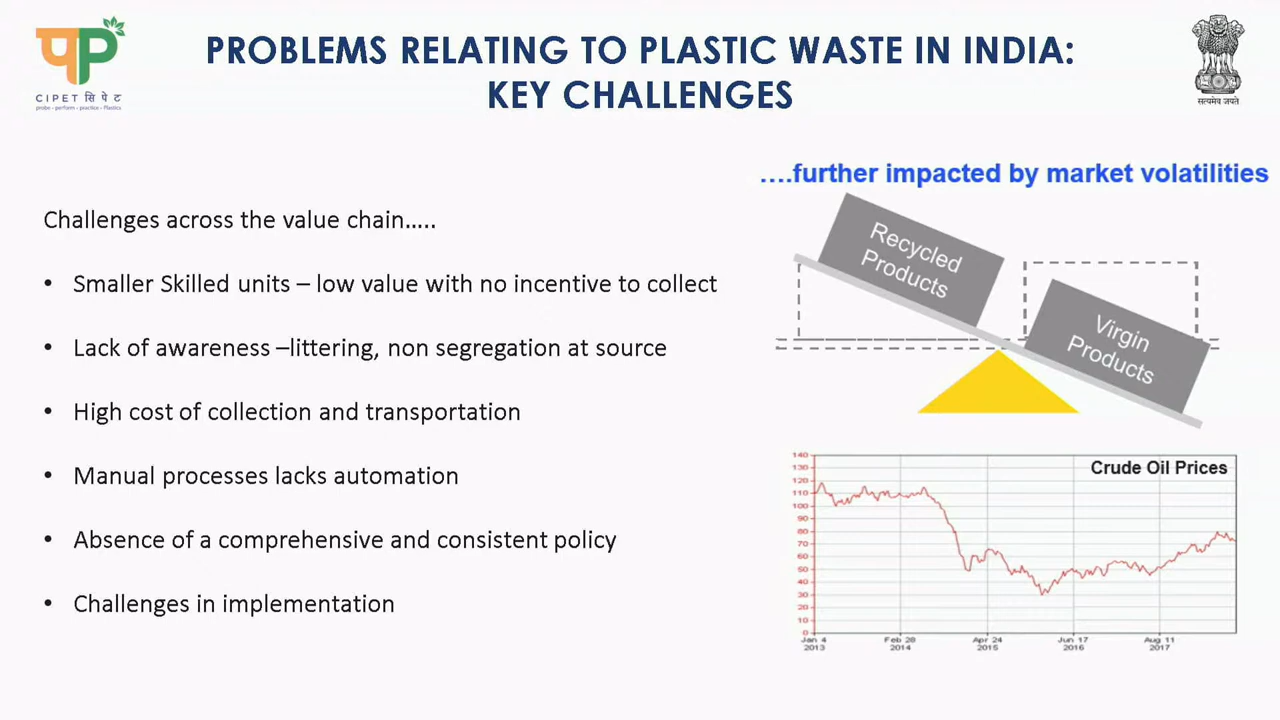 PROBLEMS RELATING TO PLASTIC WASTE IN INDIA:
KEY CHALLENGES
पP
CIPET सिपेट
probe - perform - practice - Plastics
सत्यमेव जयते
Challenges across the value chain…..
• Smaller Skilled units – low value with no incentive to collect
• Lack of awareness –littering, non segregation at source
• High cost of collection and transportation
• Manual processes lacks automation
• Absence of a comprehensive and consistent policy
• Challenges in implementation
….further impacted by market volatilities
Recycled
Products
Virgin
Products
Crude Oil Prices
140
130
120
110
100
90
80
70
60
50
40
30
20
10
0
Jan 4 Feb 28 Apr 24 Jun 17 Aug 11
2013 2014 2015 2016 2017